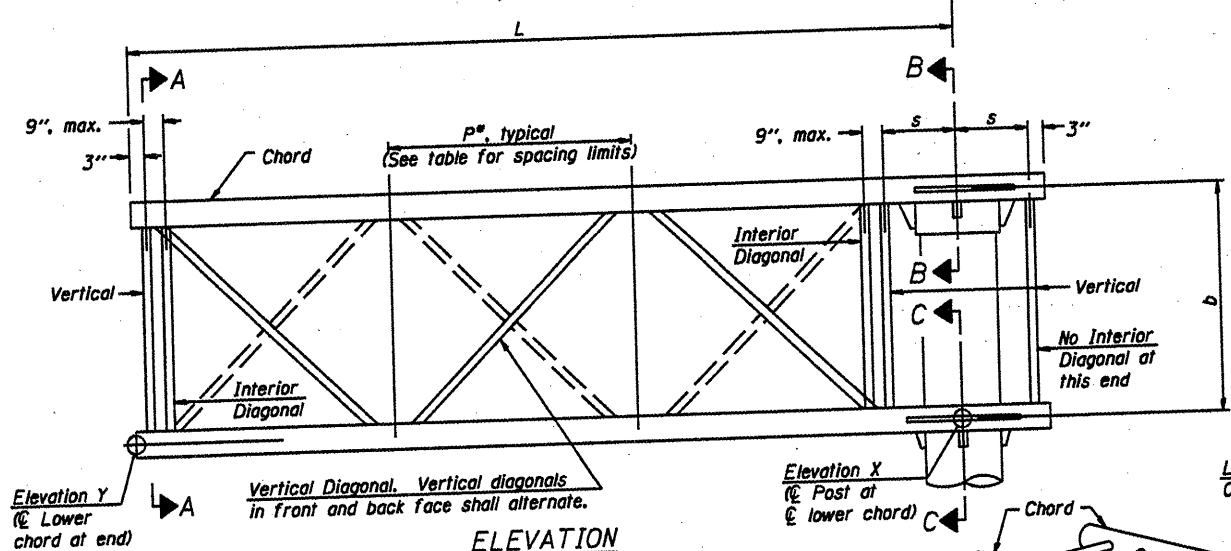 L
A
B
9", max.
P*, typical
(See table for spacing limits)
9", max.
s
s
3"
3"
Chord
Interior
Diagonal
B
Vertical
Vertical
b
C
No Interior
Diagonal at
this end
Interior
Diagonal
Elevation Y
(℄ Lower
chord at end)
A
Vertical Diagonal. Vertical diagonals
in front and back face shall alternate.
Elevation X
(℄ Post at
℄ lower chord)
C
Chord
ELEVATION